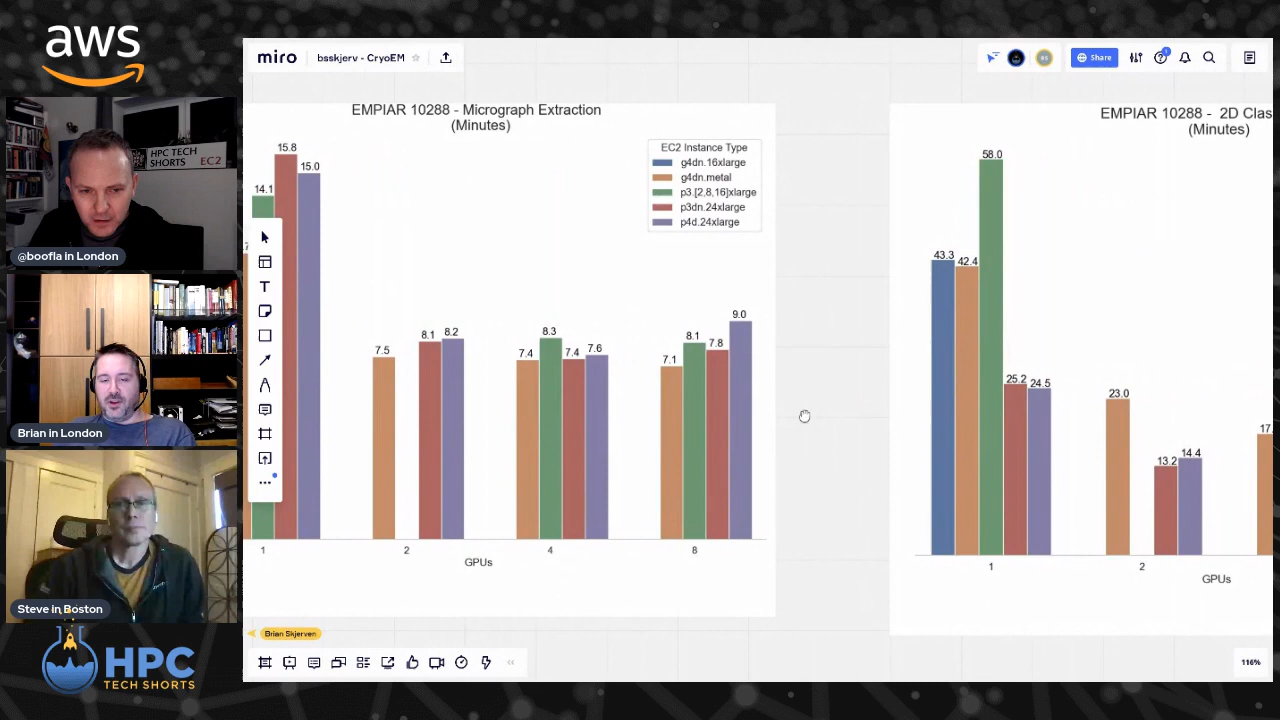 aws
HPC TECH
SHORTS
EC2
@boofla in London
Brian in London
Steve in Boston
HPC
TECH SHORTS
miro
bsskjerv - CryoEM
Share
1
EMPIAR 10288 - Micrograph Extraction
(Minutes)
EC2 Instance Type
g4dn.16xlarge
g4dn.metal
p3.[2,8,16]xlarge
p3dn.24xlarge
p4d.24xlarge
14.1
15.8
15.0
7.5
8.1
8.2
7.4
8.3
7.4
7.6
7.1
8.1
7.8
9.0
1
2
4
8
GPUs
EMPIAR 10288 - 2D Clas
(Minutes)
43.3
42.4
58.0
25.2
24.5
23.0
13.2
14.4
17.
1
2
GPUs
Brian Skjerven
116%